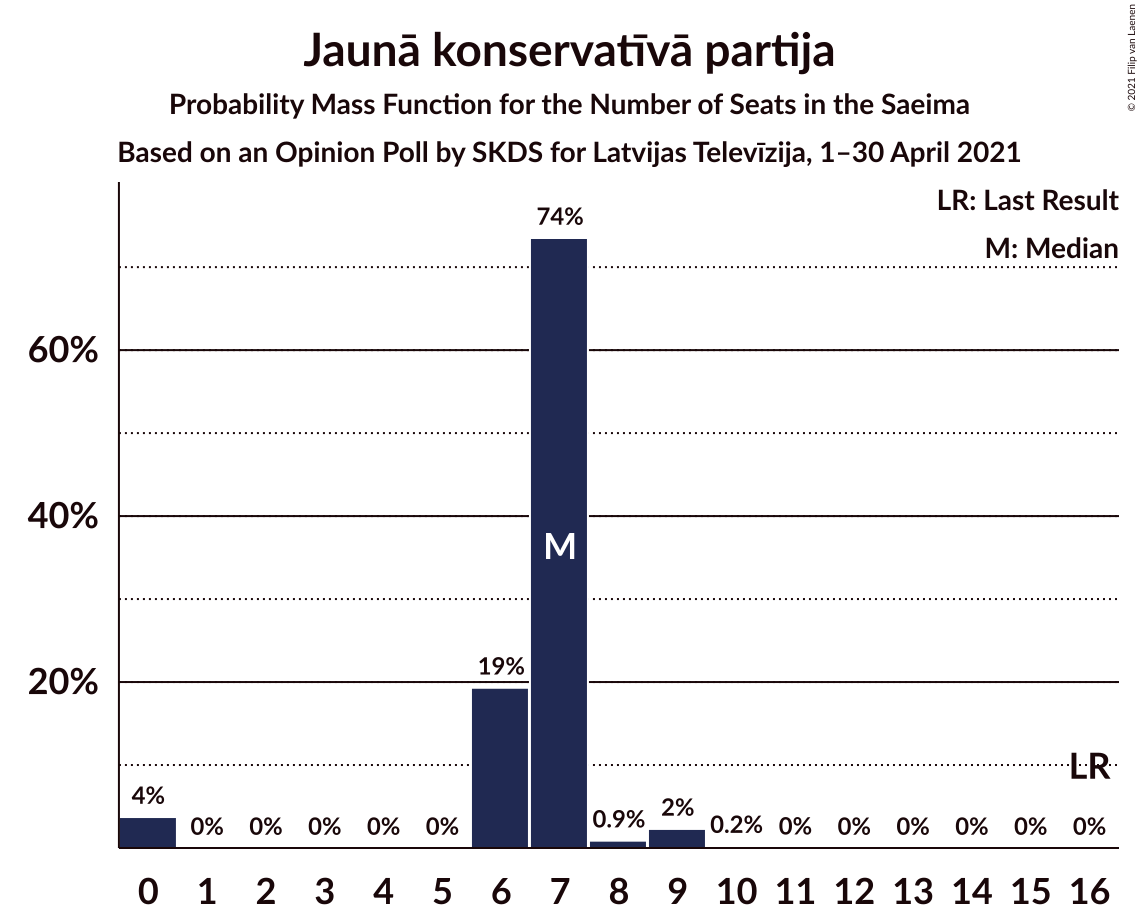 Jaunā konservatīvā partija
Probability Mass Function for the Number of Seats in the Saeima
Based on an Opinion Poll by SKDS for Latvijas Televīzija, 1–30 April 2021
© 2021 Filip van Laenen
LR: Last Result
M: Median
74%
60%
40%
M
19%
20%
LR
4%
0%
0%
0%
0%
0%
0.9%
2%
0.2%
0%
0%
0%
0%
0%
0%
0 1 2 3 4 5 6 7 8 9 10 11 12 13 14 15 16